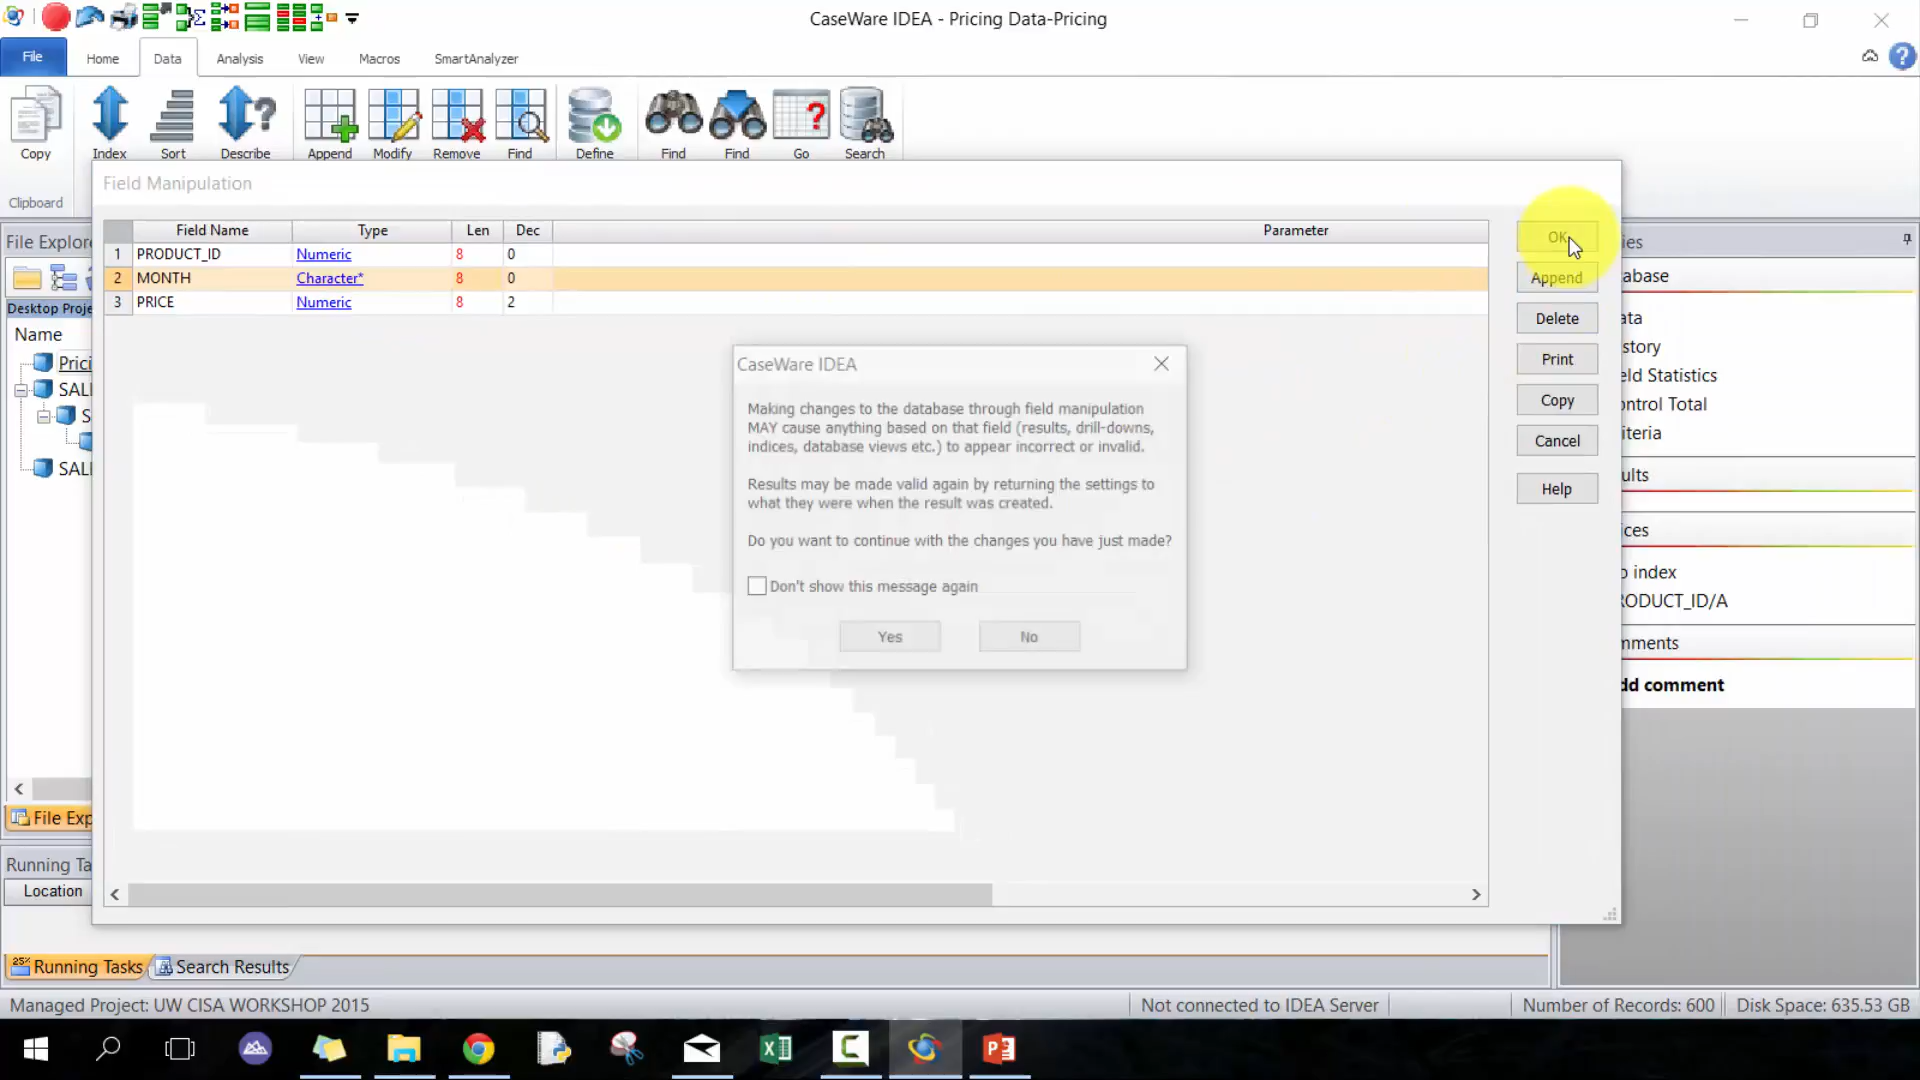 CaseWare IDEA - Pricing Data-Pricing
File Home Data Analysis View Macros SmartAnalyzer
Copy Index Sort Describe Append Modify Remove Find Define Find Find Go Search
Clipboard
Field Manipulation
Field Name Type Len Dec Parameter
1 PRODUCT_ID Numeric 8 0
2 MONTH Character* 8 0
3 PRICE Numeric 8 2
OK
Append
Delete
Print
Copy
Cancel
Help
CaseWare IDEA
Making changes to the database through field manipulation
MAY cause anything based on that field (results, drill-downs,
indices, database views etc.) to appear incorrect or invalid.
Results may be made valid again by returning the settings to
what they were when the result was created.
Do you want to continue with the changes you have just made?
Don't show this message again
Yes No
File Explor
Desktop Proje
Name
Prici
SALI
S
SALI
File Exp
ies
abase
ata
story
eld Statistics
ontrol Total
iteria
ults
ices
o index
RODUCT_ID/A
mments
dd comment
Running Ta
Location
25% Running Tasks Search Results
Managed Project: UW CISA WORKSHOP 2015 Not connected to IDEA Server Number of Records: 600 Disk Space: 635.53 GB